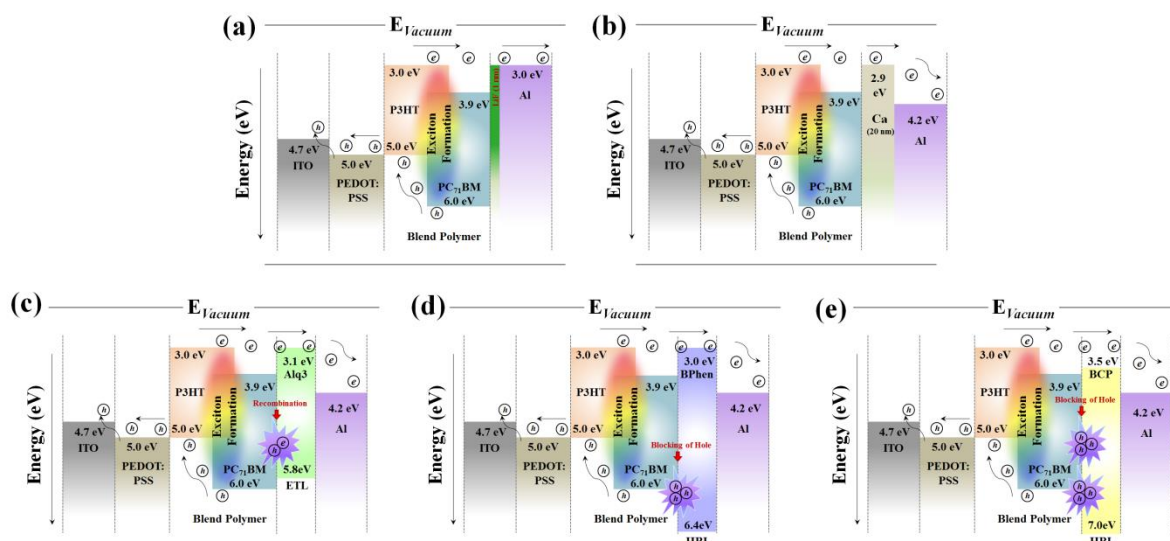 (a)
E Vacuum
e e e e
3.0 eV
P3HT
5.0 eV
3.9 eV
Exciton Formation
PC71BM
6.0 eV
LiF (1 nm)
3.0 eV
Al
4.7 eV
ITO
5.0 eV
PEDOT:
PSS
h h h h h
Blend Polymer
Energy (eV)
(b)
E Vacuum
e e e e e
3.0 eV
P3HT
5.0 eV
3.9 eV
Exciton Formation
PC71BM
6.0 eV
2.9
eV
Ca
(20 nm)
4.2 eV
Al
4.7 eV
ITO
5.0 eV
PEDOT:
PSS
h h h h h
Blend Polymer
Energy (eV)
(c)
E Vacuum
e e e e e e
3.0 eV
P3HT
5.0 eV
3.9 eV
Exciton Formation
PC71BM
6.0 eV
3.1 eV
Alq3
Recombination
h e
5.8eV
ETL
4.2 eV
Al
4.7 eV
ITO
5.0 eV
PEDOT:
PSS
h h h h h
Blend Polymer
Energy (eV)
(d)
E Vacuum
e e e e e e
3.0 eV
P3HT
5.0 eV
3.9 eV
Exciton Formation
PC71BM
6.0 eV
3.0 eV
BPhen
Blocking of Hole
h h h
6.4eV
HBL
4.2 eV
Al
4.7 eV
ITO
5.0 eV
PEDOT:
PSS
h h h h h
Blend Polymer
Energy (eV)
(e)
E Vacuum
e e e e e e
3.0 eV
P3HT
5.0 eV
3.9 eV
Exciton Formation
PC71BM
6.0 eV
3.5 eV
BCP
Blocking of Hole
h h h
h h h
7.0eV
HBL
4.2 eV
Al
4.7 eV
ITO
5.0 eV
PEDOT:
PSS
h h h h h
Blend Polymer
Energy (eV)